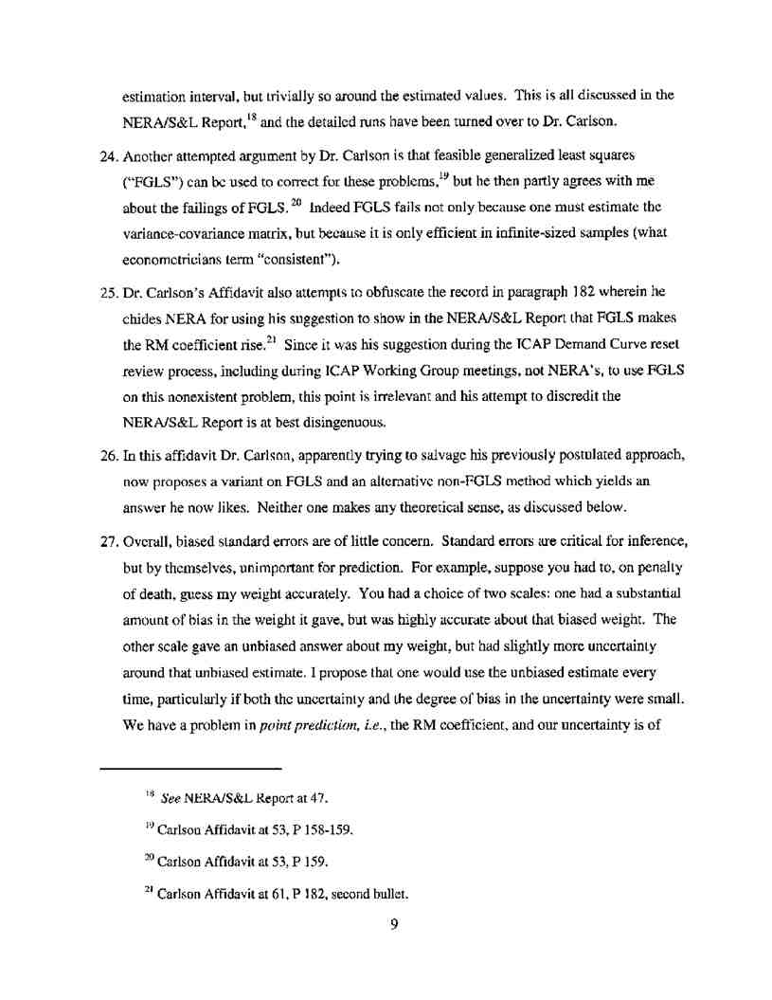 estimation interval, but trivially so around the estimated values. This is all discussed in the
NERA/S&L Report,18 and the detailed runs have been turned over to Dr. Carlson.
24. Another attempted argument by Dr. Carlson is that feasible generalized least squares
("FGLS") can be used to correct for these problems,19 but he then partly agrees with me
about the failings of FGLS. 20 Indeed FGLS fails not only because one must estimate the
variance-covariance matrix, but because it is only efficient in infinite-sized samples (what
econometricians term "consistent").
25. Dr. Carlson's Affidavit also attempts to obfuscate the record in paragraph 182 wherein he
chides NERA for using his suggestion to show in the NERA/S&L Report that FGLS makes
the RM coefficient rise.21 Since it was his suggestion during the ICAP Demand Curve reset
review process, including during ICAP Working Group meetings, not NERA's, to use FGLS
on this nonexistent problem, this point is irrelevant and his attempt to discredit the
NERA/S&L Report is at best disingenuous.
26. In this affidavit Dr. Carlson, apparently trying to salvage his previously postulated approach,
now proposes a variant on FGLS and an alternative non-FGLS method which yields an
answer he now likes. Neither one makes any theoretical sense, as discussed below.
27. Overall, biased standard errors are of little concern. Standard errors are critical for inference,
but by themselves, unimportant for prediction. For example, suppose you had to, on penalty
of death, guess my weight accurately. You had a choice of two scales: one had a substantial
amount of bias in the weight it gave, but was highly accurate about that biased weight. The
other scale gave an unbiased answer about my weight, but had slightly more uncertainty
around that unbiased estimate. I propose that one would use the unbiased estimate every
time, particularly if both the uncertainty and the degree of bias in the uncertainty were small.
We have a problem in point prediction, i.e., the RM coefficient, and our uncertainty is of
18 See NERA/S&L Report at 47.
19 Carlson Affidavit at 53, P 158-159.
20 Carlson Affidavit at 53, P 159.
21 Carlson Affidavit at 61, P 182, second bullet.
9